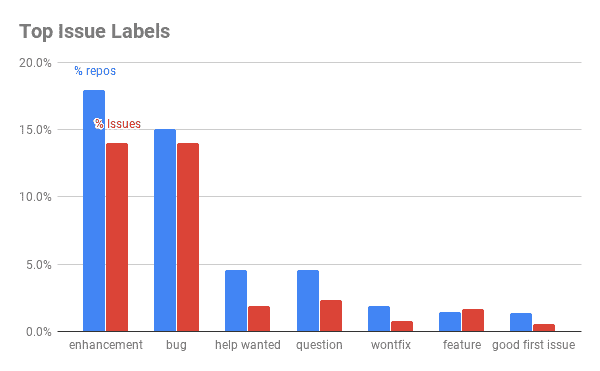 Top Issue Labels
20.0%
% repos
% Issues
15.0%
10.0%
5.0%
0.0%
enhancement bug help wanted question wontfix feature good first issue